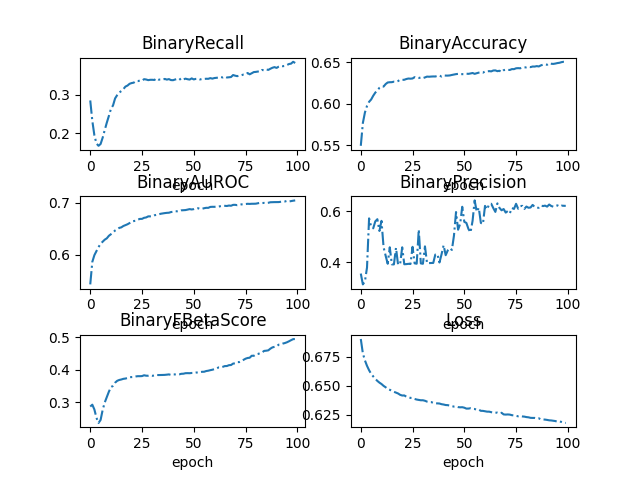 BinaryRecall
0.3
0.2
0 25 50 75 100
epoch
BinaryAccuracy
0.65
0.60
0.55
0 25 50 75 100
epoch
BinaryAUROC
0.7
0.6
0 25 50 75 100
epoch
BinaryPrecision
0.6
0.4
0 25 50 75 100
epoch
BinaryFBetaScore
0.5
0.4
0.3
0 25 50 75 100
epoch
Loss
0.675
0.650
0.625
0 25 50 75 100
epoch